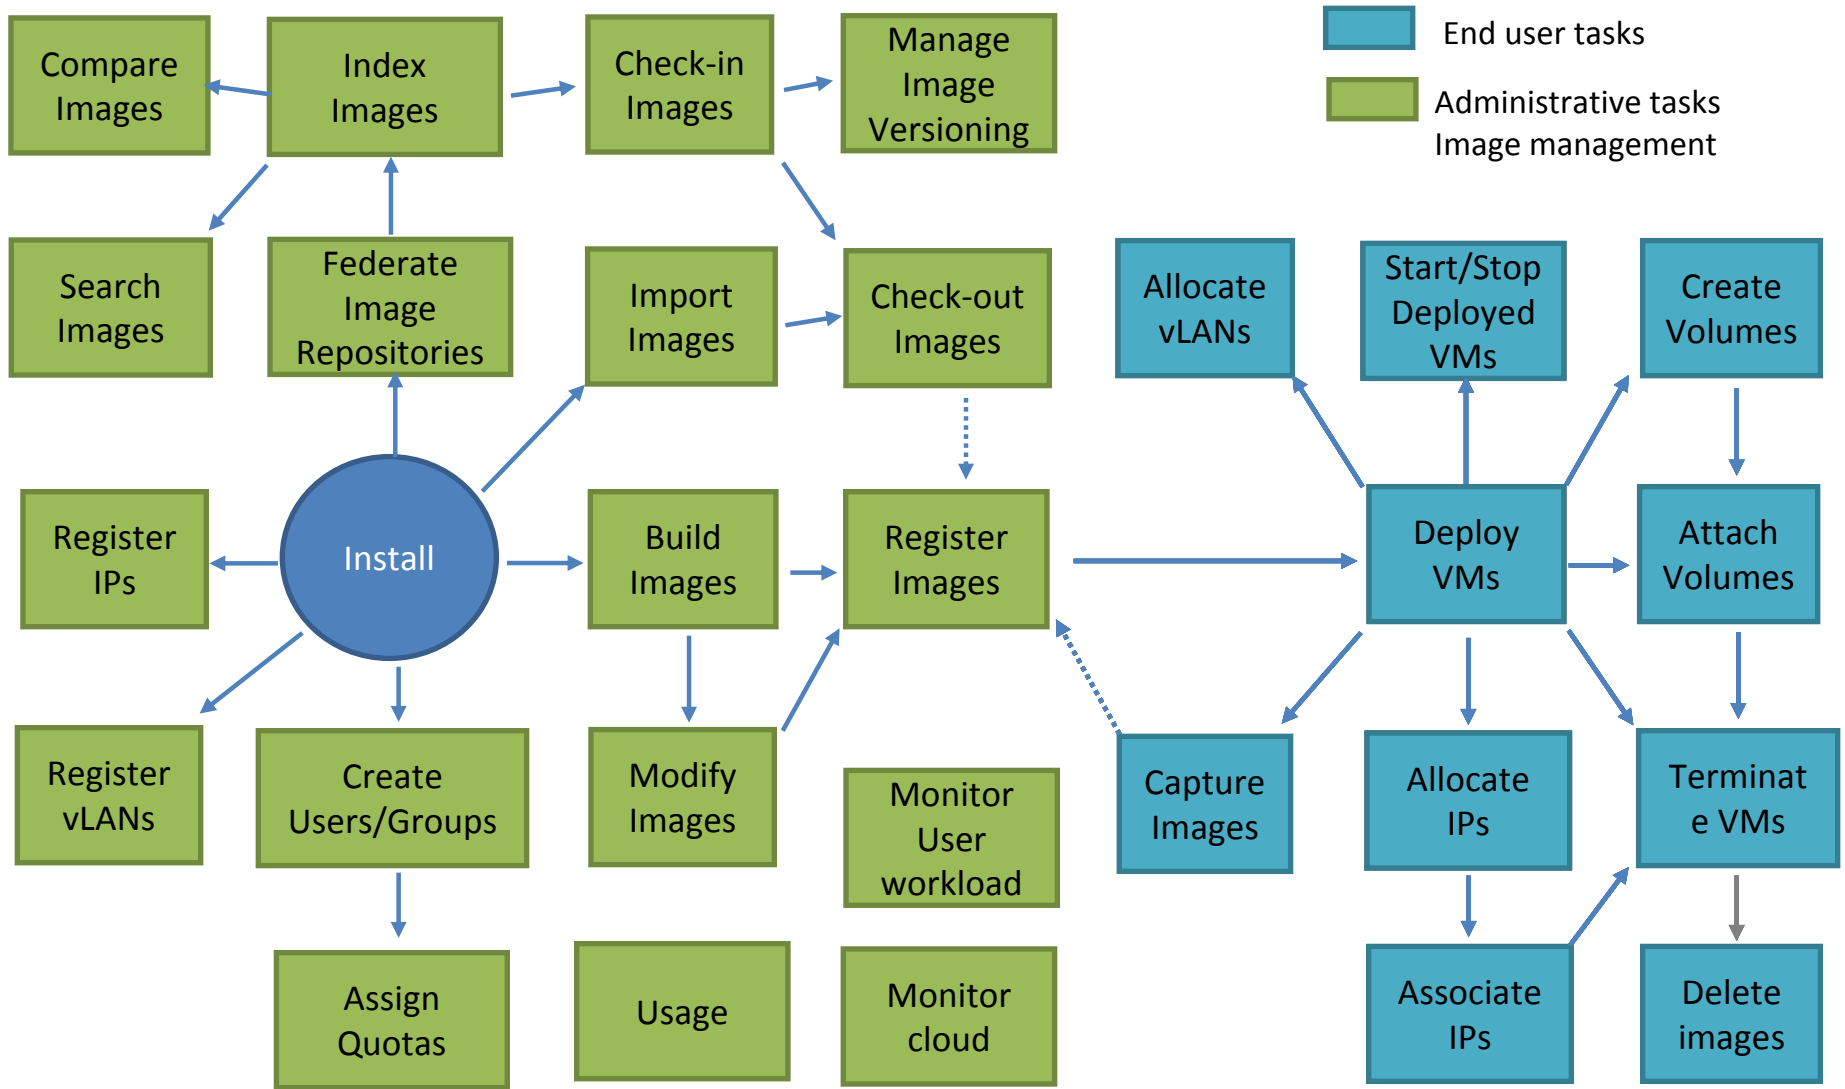 Compare
Images
Index
Images
Check-in
Images
Manage
Image
Versioning
End user tasks
Administrative tasks
Image management
Search
Images
Federate
Image
Repositories
Import
Images
Check-out
Images
Allocate
vLANs
Start/Stop
Deployed
VMs
Create
Volumes
Register
IPs
Install
Build
Images
Register
Images
Deploy
VMs
Attach
Volumes
Register
vLANs
Create
Users/Groups
Modify
Images
Monitor
User
workload
Capture
Images
Allocate
IPs
Terminat
e VMs
Assign
Quotas
Usage
Monitor
cloud
Associate
IPs
Delete
images